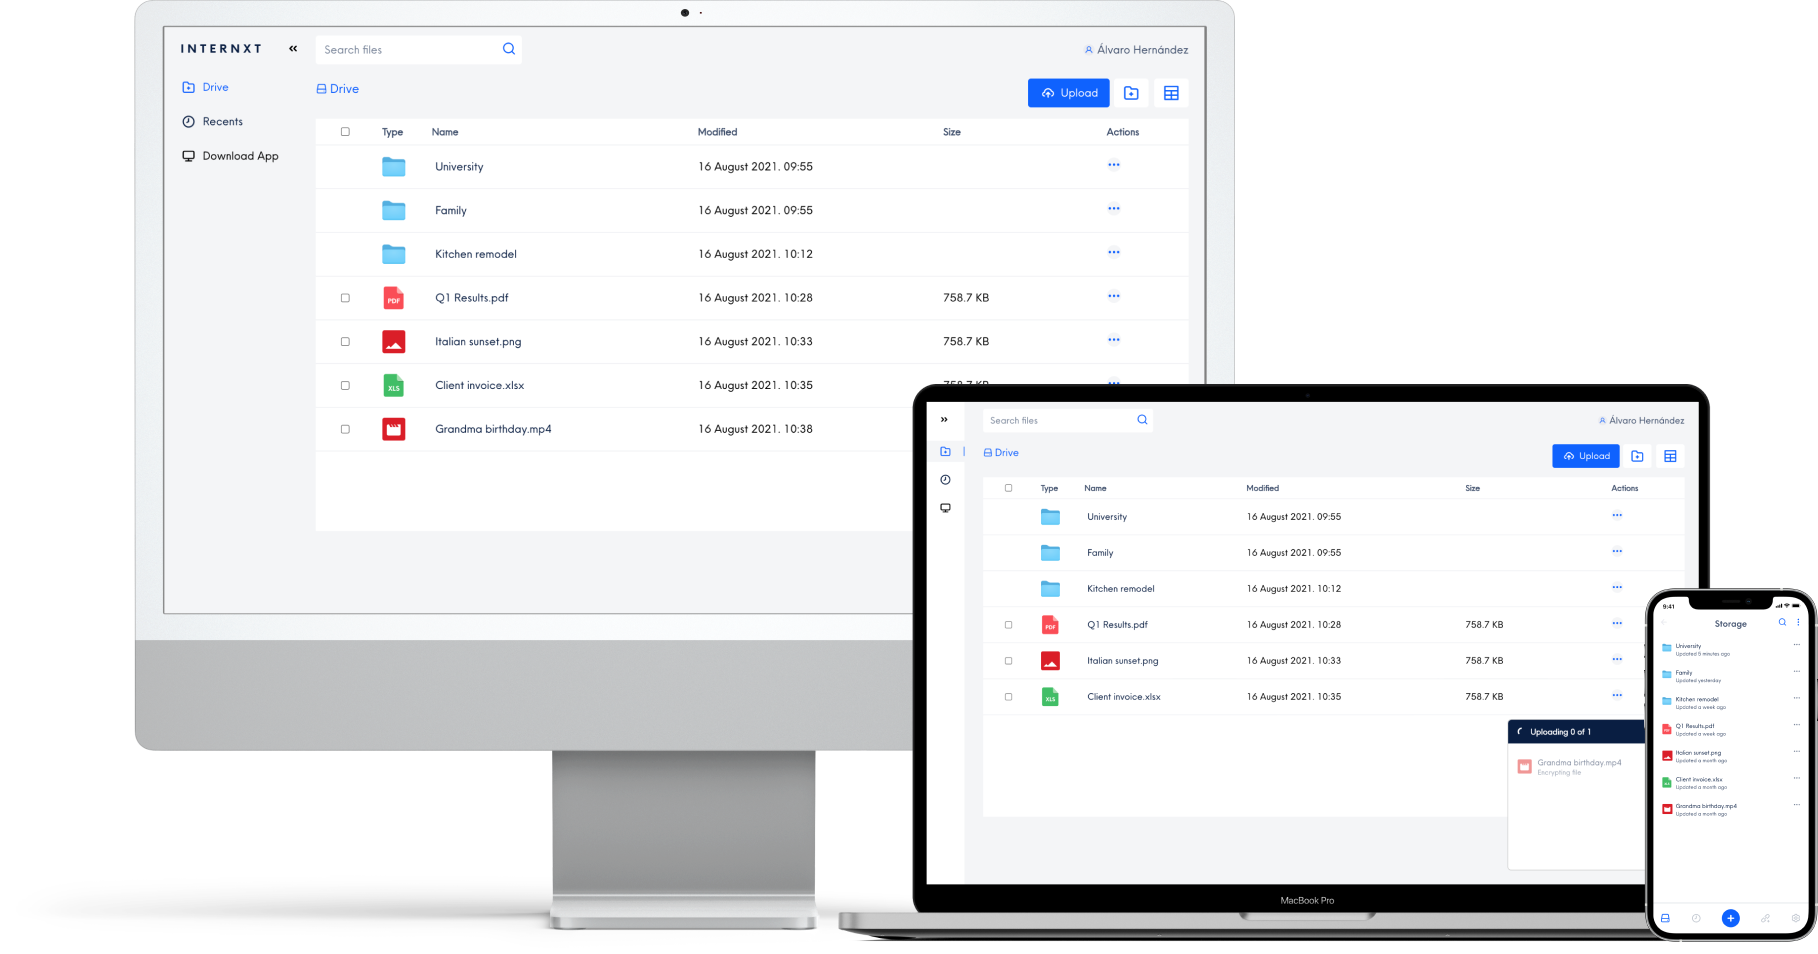 INTERNXT
Search files
Álvaro Hernández
Drive
Drive
Upload
Recents
Download App
Type Name Modified Size Actions
University 16 August 2021. 09:55
Family 16 August 2021. 09:55
Kitchen remodel 16 August 2021. 10:12
PDF Q1 Results.pdf 16 August 2021. 10:28 758.7 KB
Italian sunset.png 16 August 2021. 10:33 758.7 KB
XLS Client invoice.xlsx 16 August 2021. 10:35 758.7 KB
Grandma birthday.mp4 16 August 2021. 10:38
Search files
Álvaro Hernández
Drive
Upload
Type Name Modified Size Actions
University 16 August 2021. 09:55
Family 16 August 2021. 09:55
Kitchen remodel 16 August 2021. 10:12
PDF Q1 Results.pdf 16 August 2021. 10:28 758.7 KB
Italian sunset.png 16 August 2021. 10:33 758.7 KB
XLS Client invoice.xlsx 16 August 2021. 10:35 758.7 KB
Uploading 0 of 1
Grandma birthday.mp4
Encrypting file
MacBook Pro
9:41
Storage
University
Updated 5 minutes ago
Family
Updated yesterday
Kitchen remodel
Updated a week ago
Q1 Results.pdf
Updated a week ago
Italian sunset.png
Updated a month ago
Client invoice.xlsx
Updated a month ago
Grandma birthday.mp4
Updated a month ago